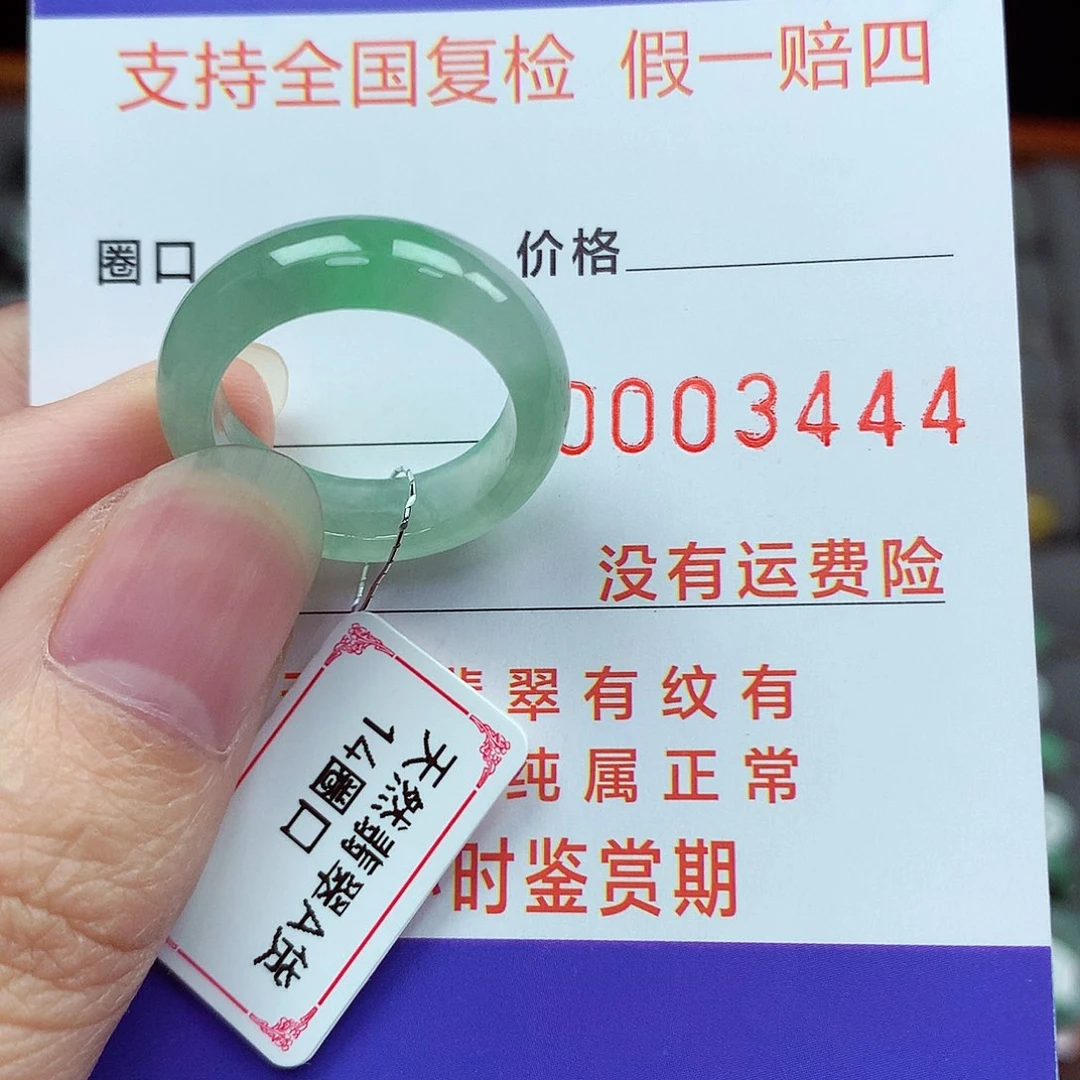 支持全国复检 假一赔四
圈口
价格
0003444
没有运费险
翡翠有纹有
纯属正常
时鉴赏期
天然翡翠A货
14圈口